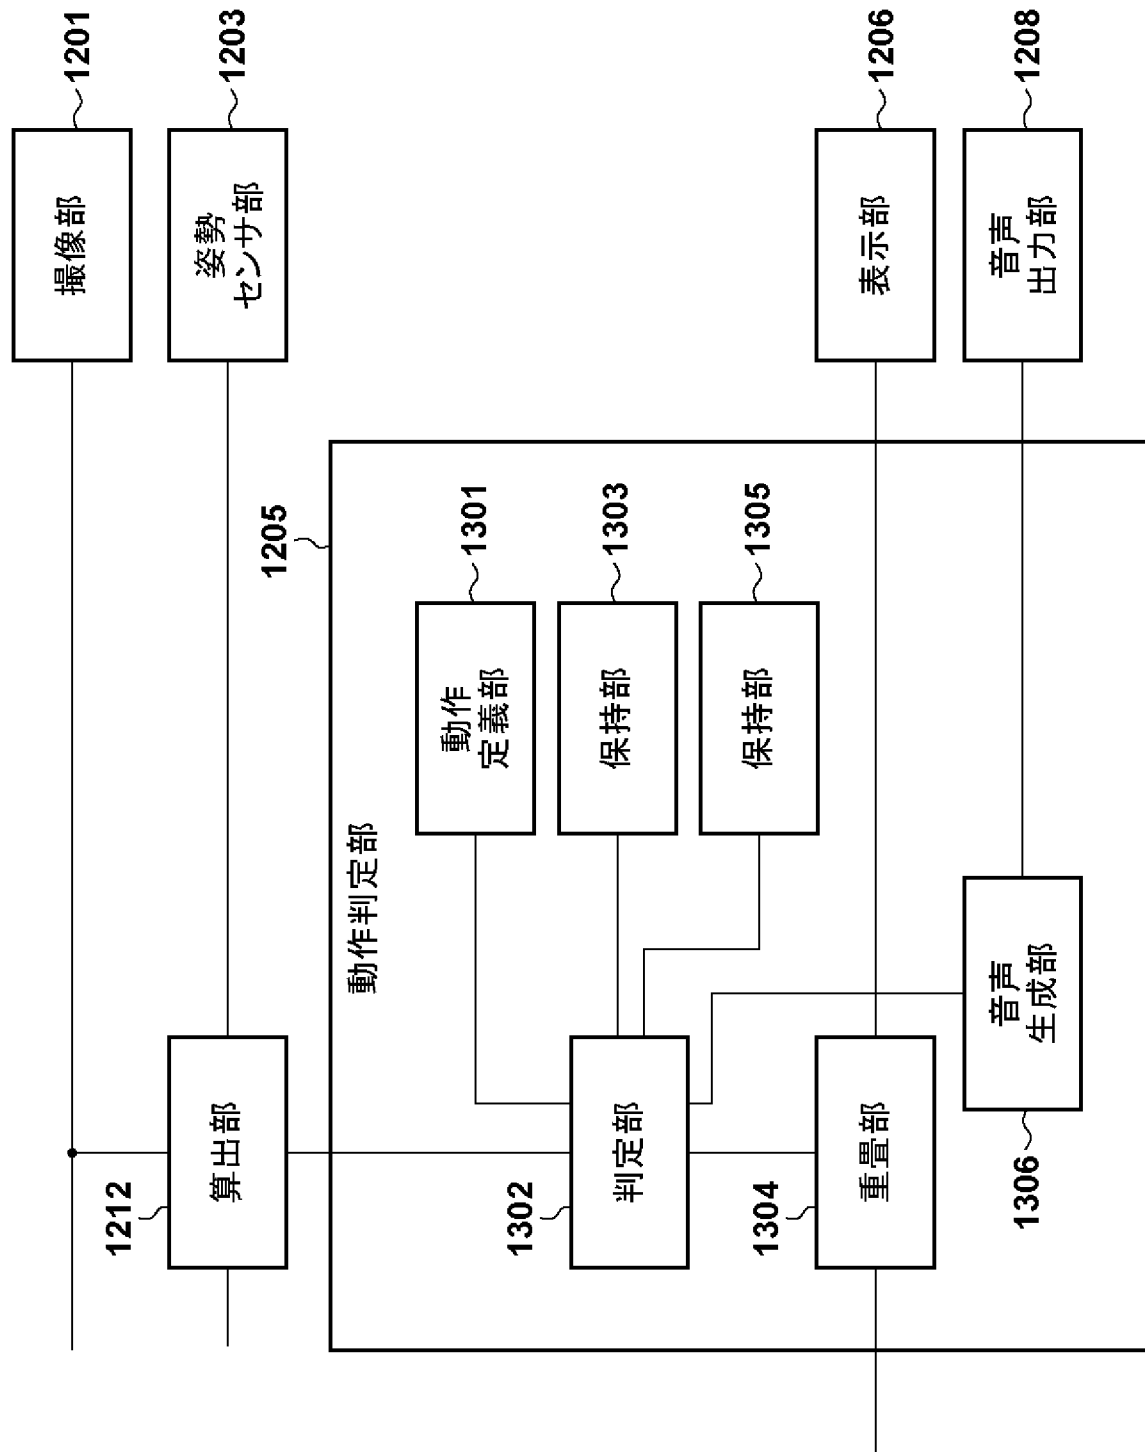 1201
撮像部
1203
姿勢
センサ部
1206
表示部
1208
音声
出力部
1205
動作判定部
1301
動作
定義部
1303
保持部
1305
保持部
1212
算出部
1302
判定部
1304
重畳部
1306
音声
生成部